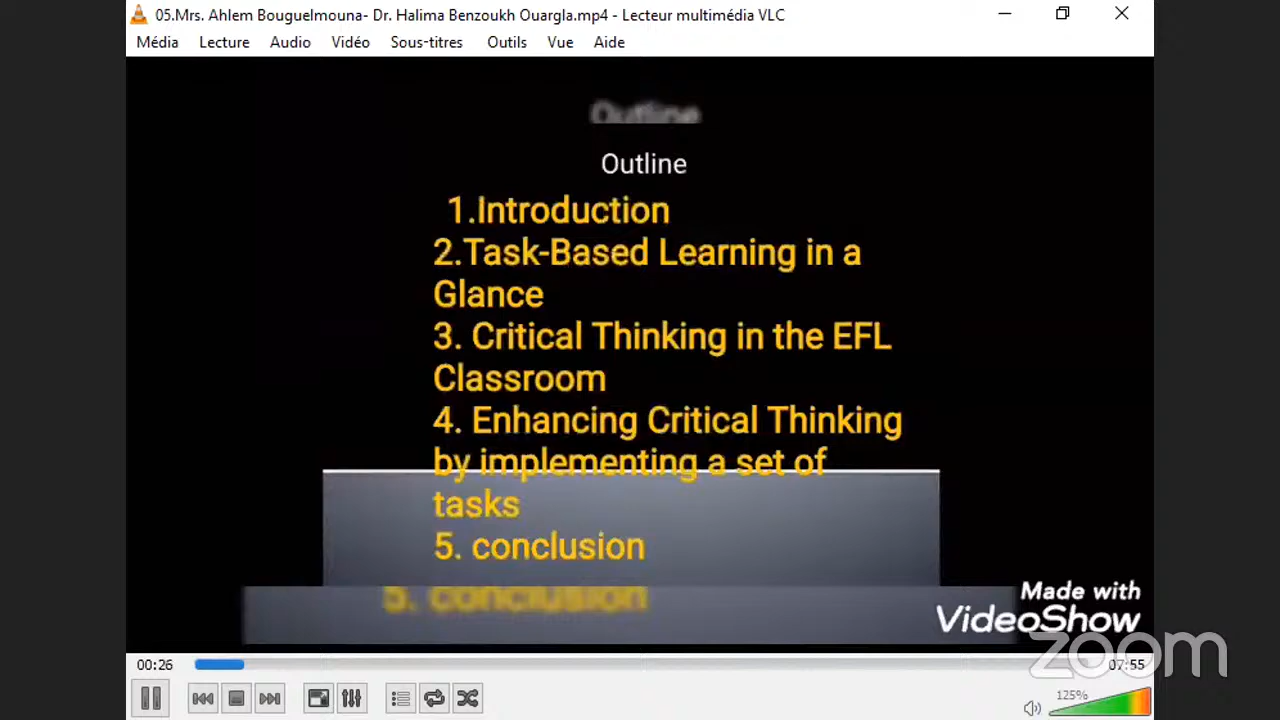 05.Mrs. Ahlem Bouguelmouna- Dr. Halima Benzoukh Ouargla.mp4 - Lecteur multimédia VLC
Média Lecture Audio Vidéo Sous-titres Outils Vue Aide
Outline
Outline
1.Introduction
2.Task-Based Learning in a
Glance
3. Critical Thinking in the EFL
Classroom
4. Enhancing Critical Thinking
by implementing a set of
tasks
5. conclusion
5. conclusion
Made with
VideoShow
zoom
00:26
07:55
125%